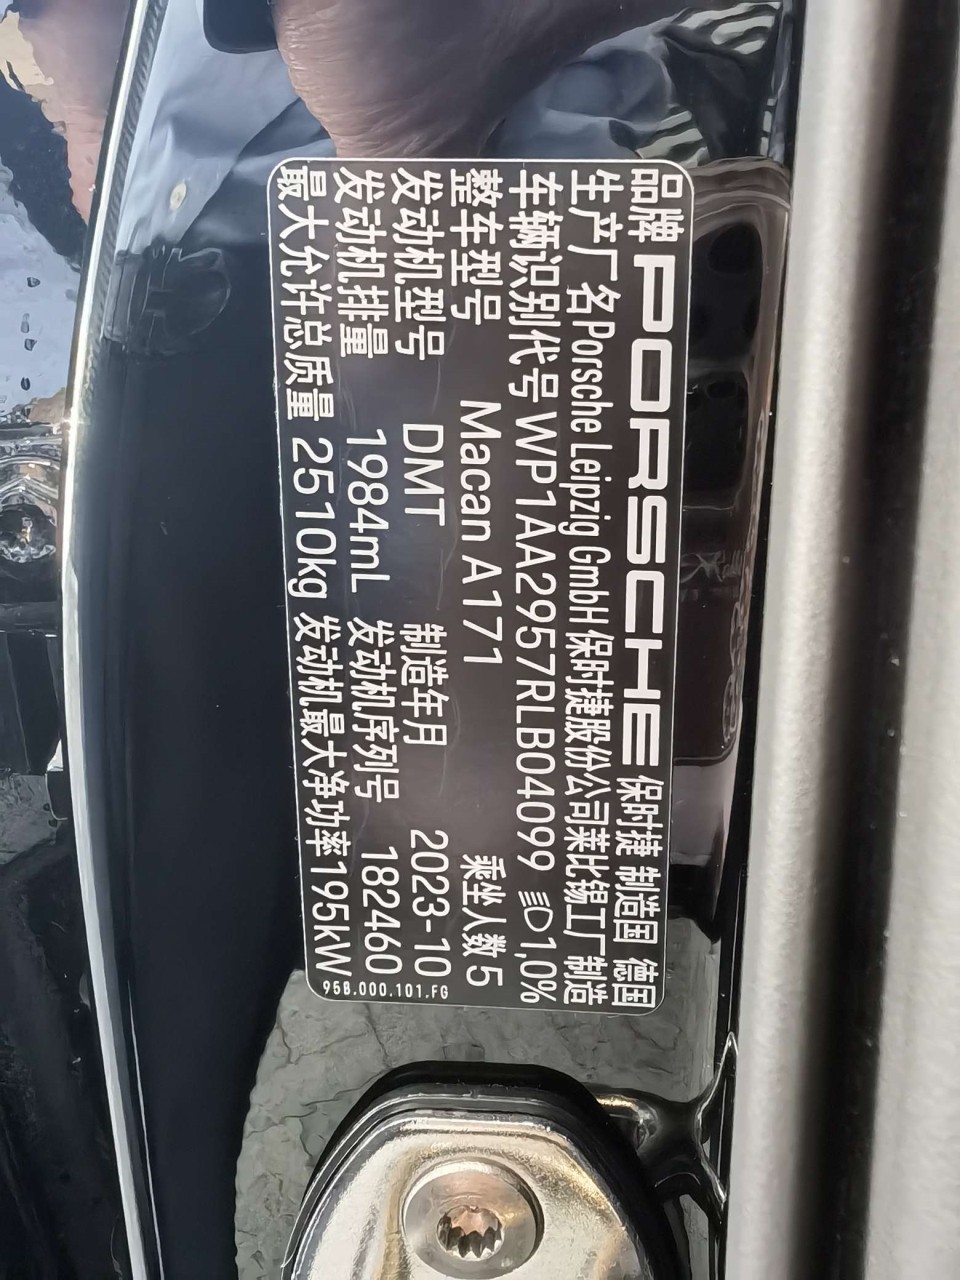 品牌 PORSCHE 保时捷 制造国 德国
生产厂名Porsche Leipzig GmbH 保时捷股份公司莱比锡工厂制造
车辆识别代号 WP1AA2957RLB04099 1,0%
整车型号 Macan A171 乘坐人数 5
发动机型号 DMT 制造年月 2023-10
发动机排量 1984mL 发动机序列号 182460
最大允许总质量 2510kg 发动机最大净功率195kW
95B.000.101.FG